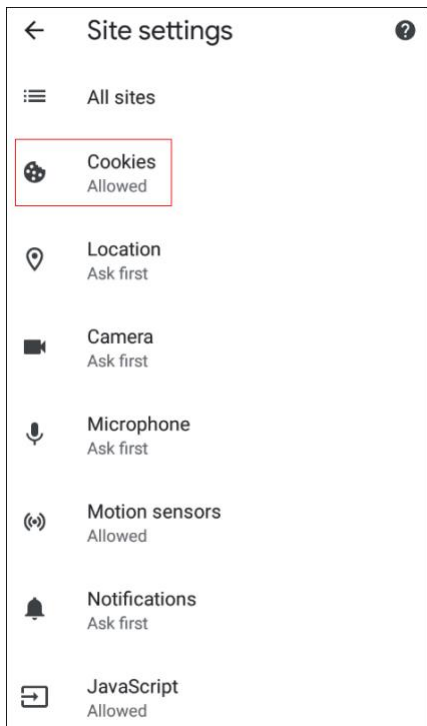 Site settings
All sites
Cookies
Allowed
Location
Ask first
Camera
Ask first
Microphone
Ask first
Motion sensors
Allowed
Notifications
Ask first
JavaScript
Allowed